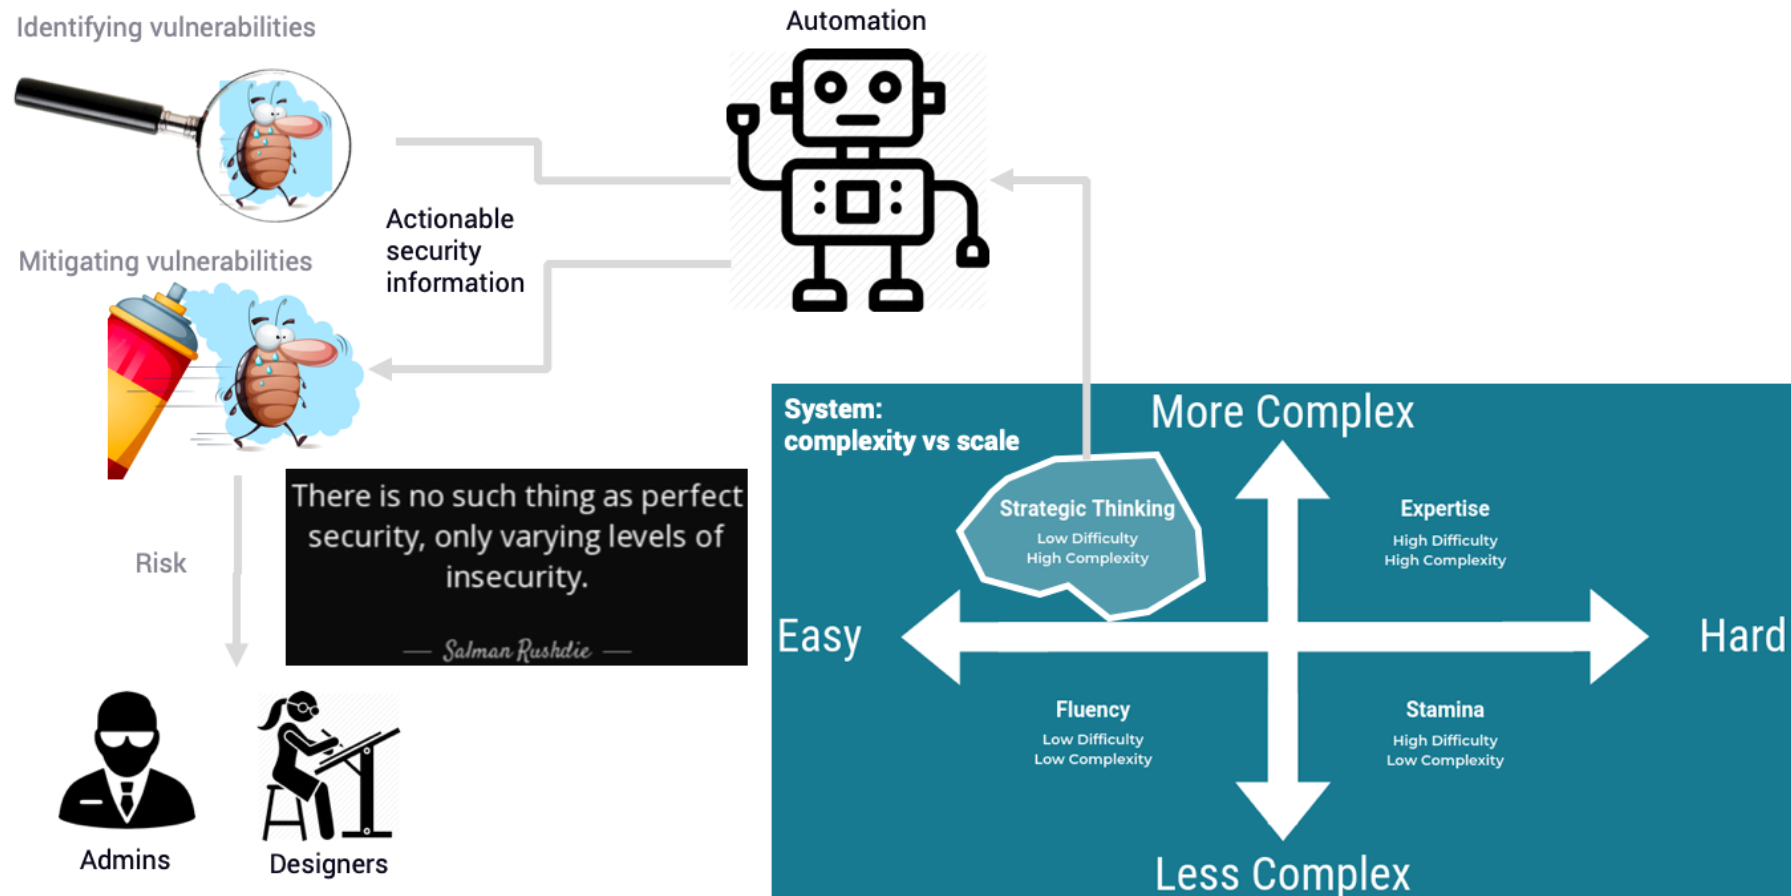 Identifying vulnerabilities
Automation
Actionable
security
information
Mitigating vulnerabilities
Risk
There is no such thing as perfect
security, only varying levels of
insecurity.
— Salman Rushdie —
Admins
Designers
System:
complexity vs scale
More Complex
Strategic Thinking
Low Difficulty
High Complexity
Expertise
High Difficulty
High Complexity
Easy
Hard
Fluency
Low Difficulty
Low Complexity
Stamina
High Difficulty
Low Complexity
Less Complex